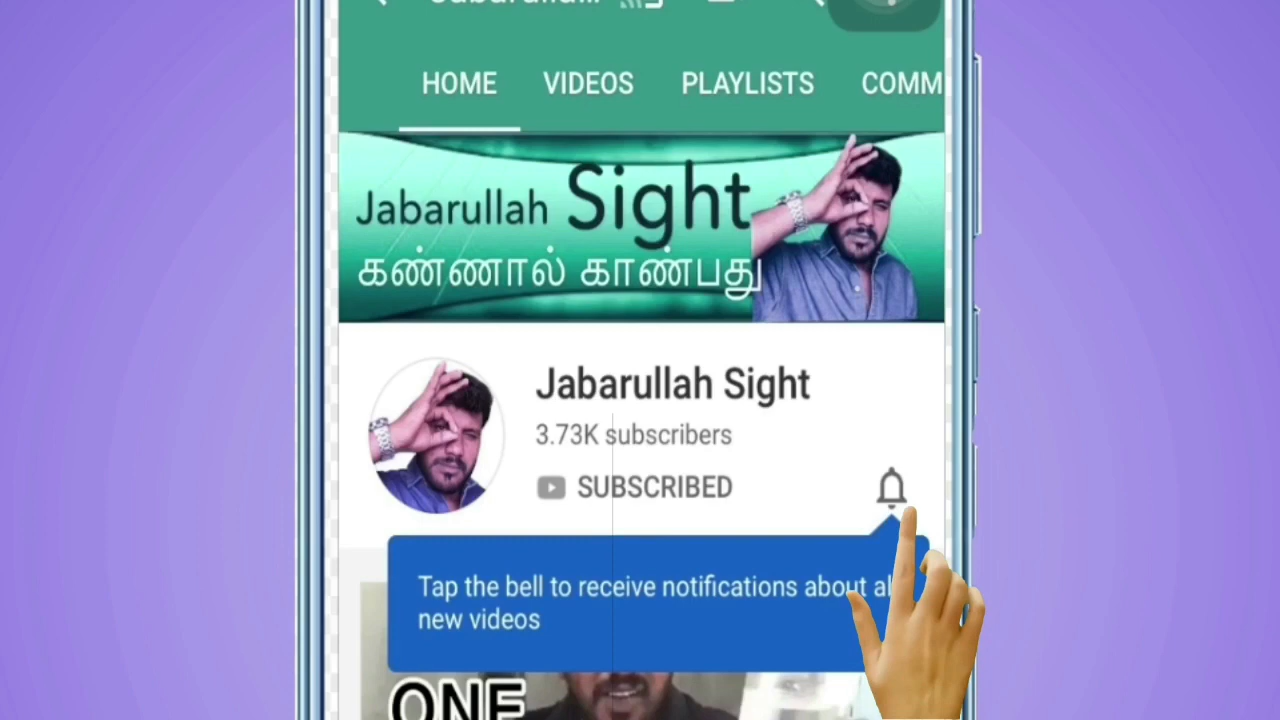 HOME VIDEOS PLAYLISTS COMM
Jabarullah Sight
கண்ணால் காண்பது
Jabarullah Sight
3.73K subscribers
SUBSCRIBED
Tap the bell to receive notifications about al
new videos
ONE